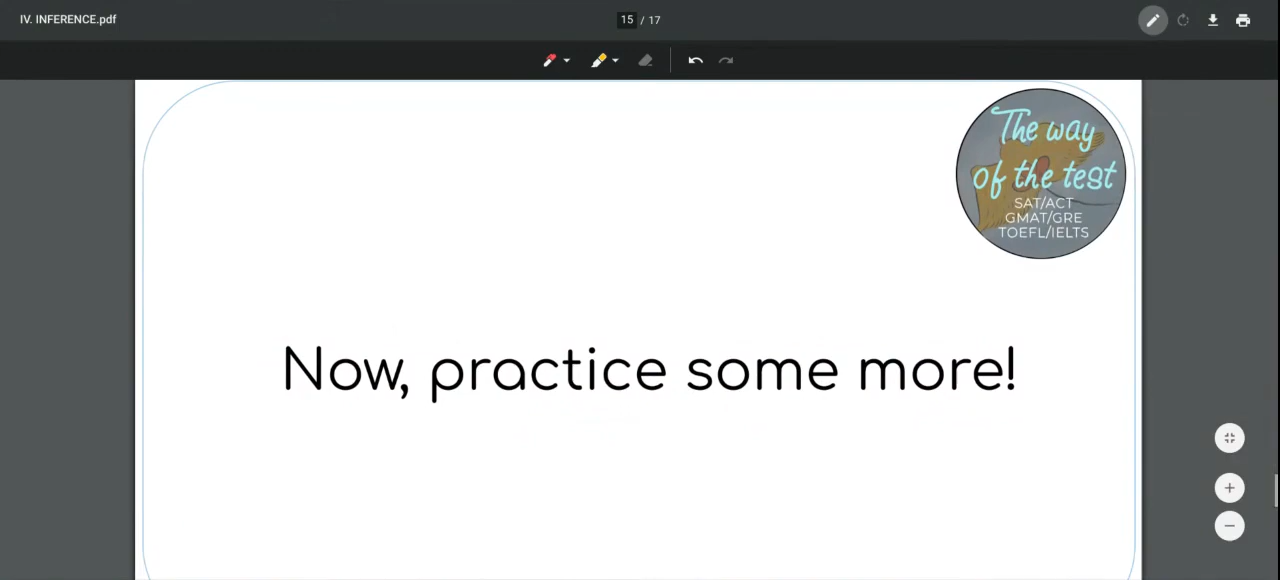 IV. INFERENCE.pdf
15 / 17
The way
of the test
SAT/ACT
GMAT/GRE
TOEFL/IELTS
Now, practice some more!